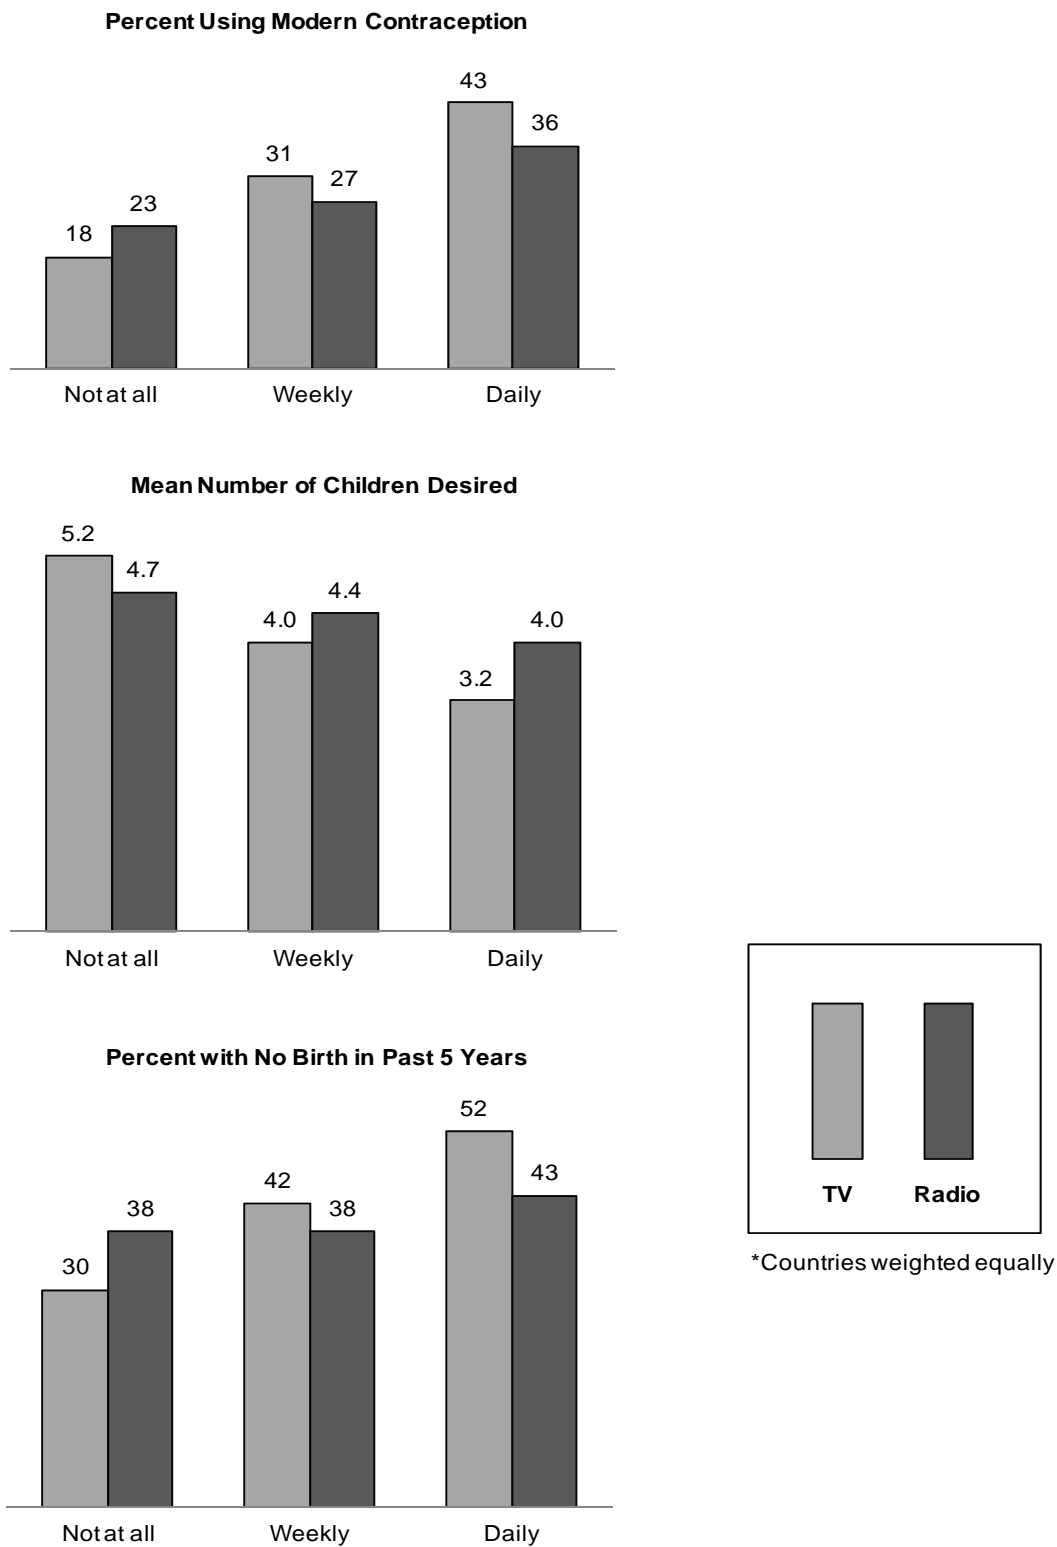 Percent Using Modern Contraception
43
36
31
27
23
18
Not at all Weekly Daily
Mean Number of Children Desired
5.2
4.7
4.4
4.0 4.0
3.2
Not at all Weekly Daily
Percent with No Birth in Past 5 Years
52
43
42
38 38
30
Not at all Weekly Daily
TV Radio
*Countries weighted equally